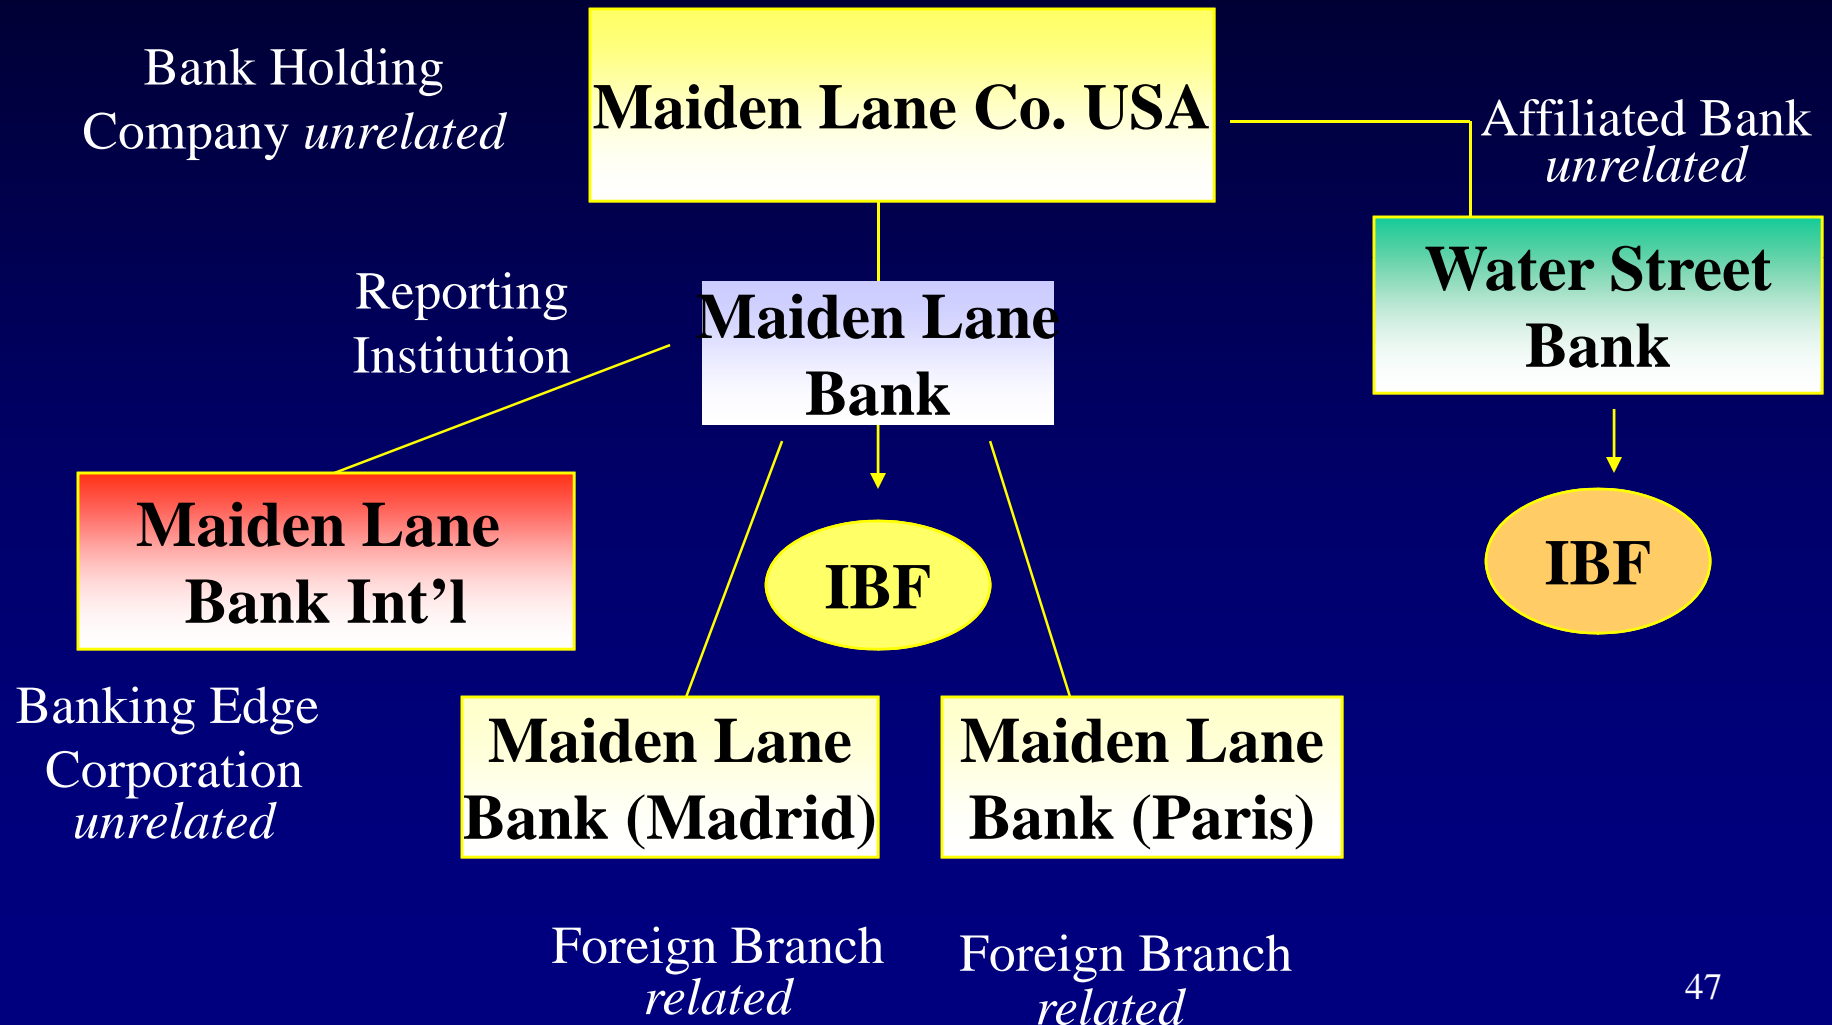 Bank Holding
Company unrelated
Maiden Lane Co. USA
Affiliated Bank
unrelated
Water Street
Bank
Reporting
Institution
Maiden Lane
Bank
Maiden Lane
Bank Int’l
IBF
IBF
Banking Edge
Corporation
unrelated
Maiden Lane
Bank (Madrid)
Maiden Lane
Bank (Paris)
Foreign Branch
related
Foreign Branch
related
47